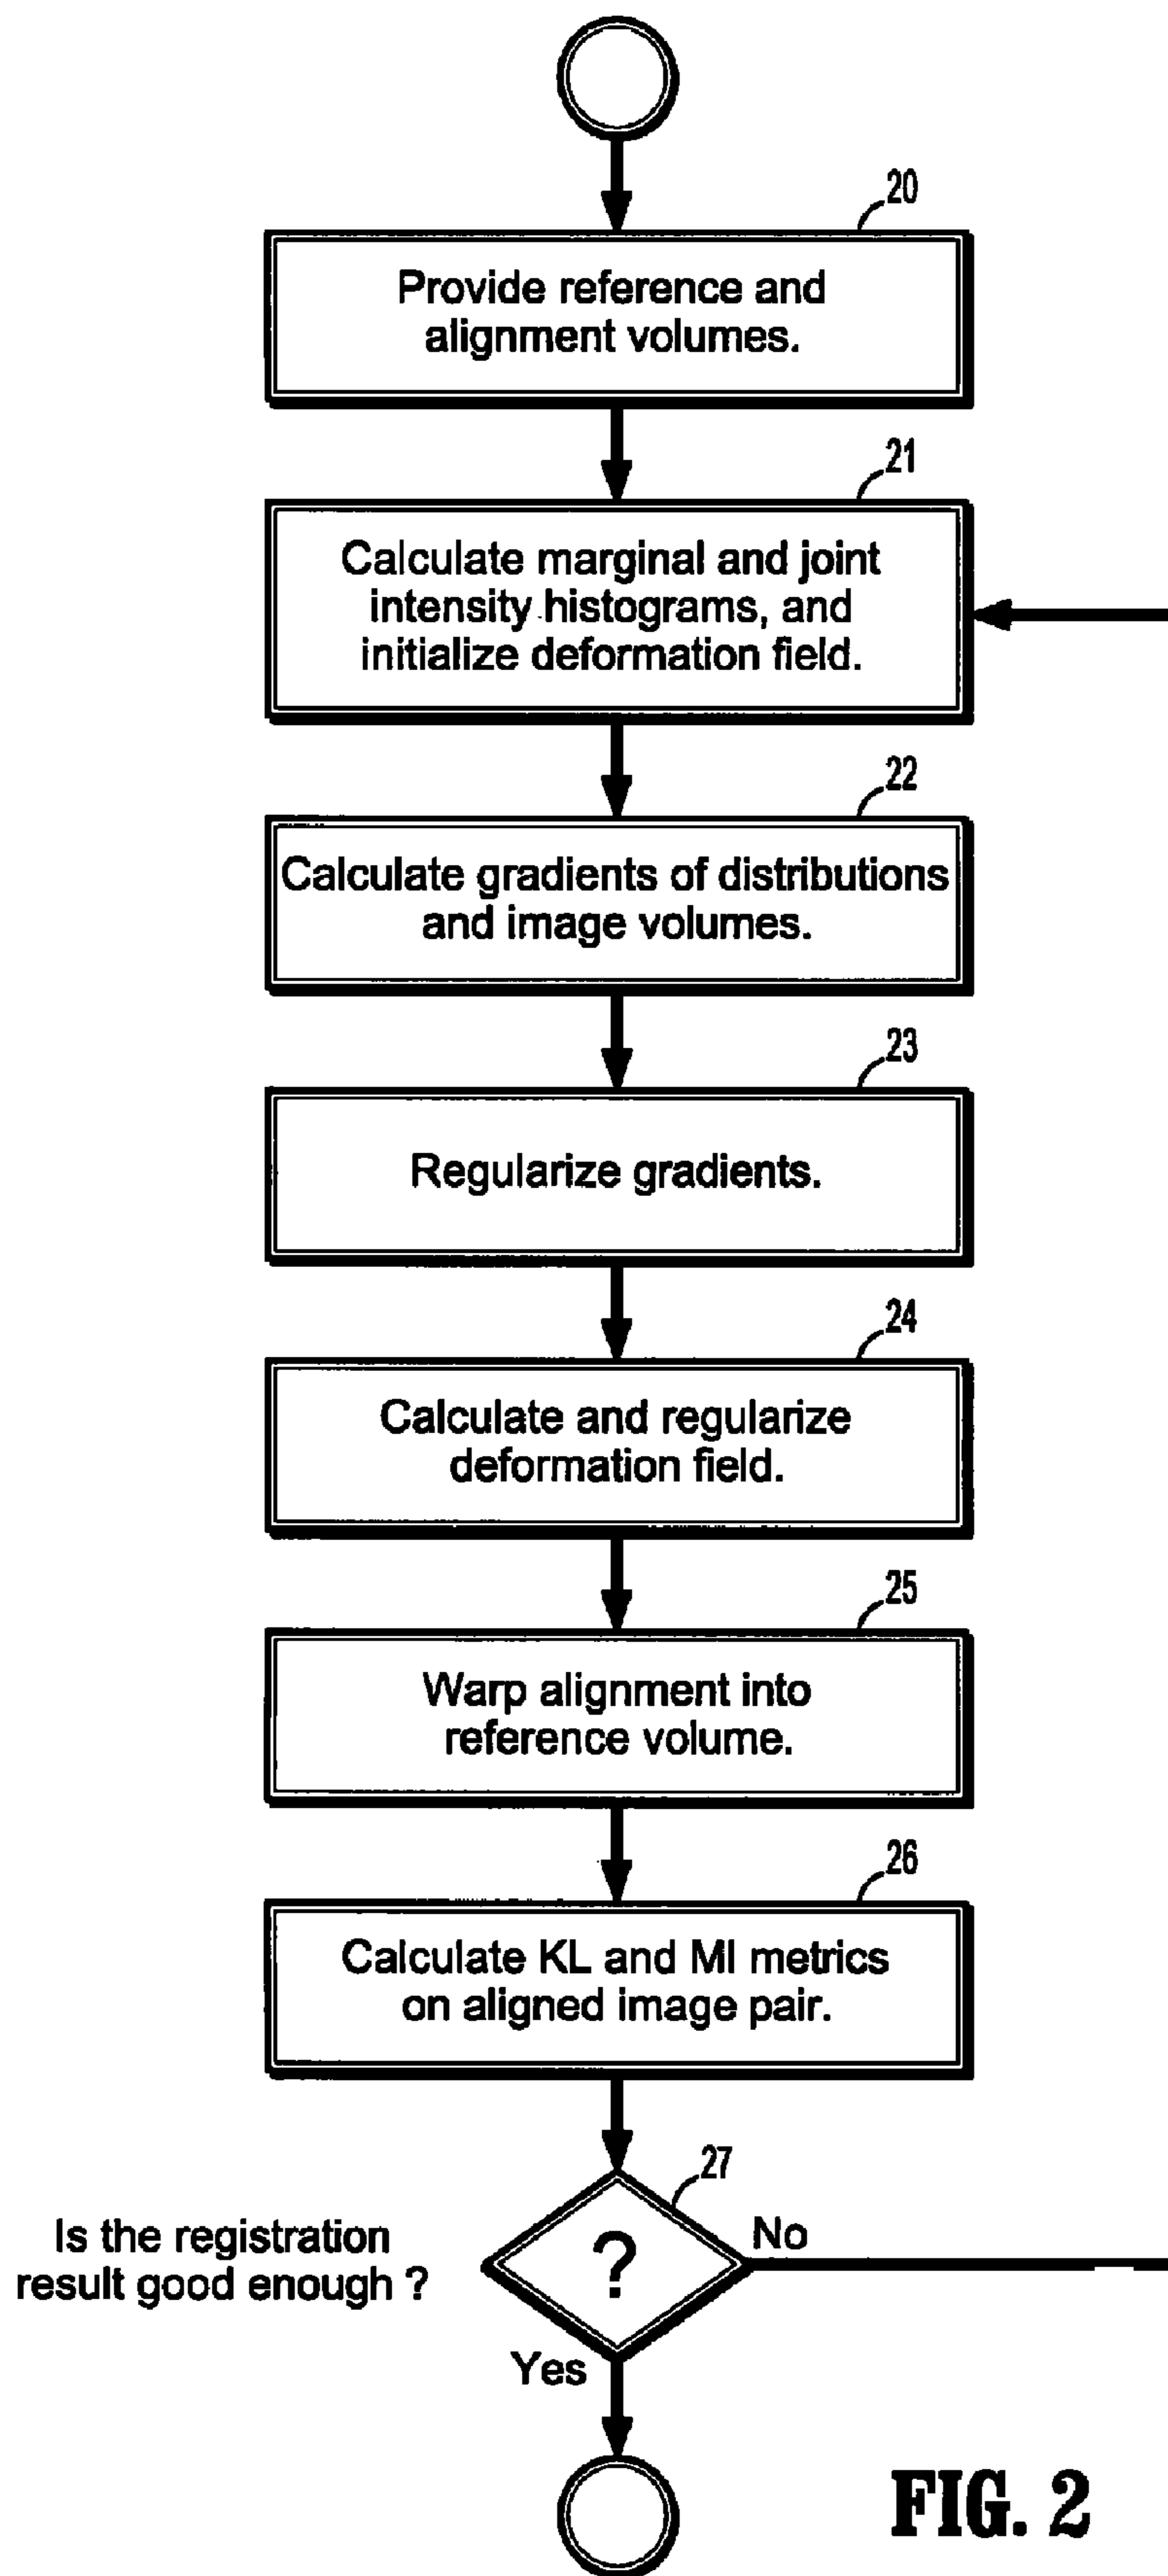 20
Provide reference and
alignment volumes.
21
Calculate marginal and joint
intensity histograms, and
initialize deformation field.
22
Calculate gradients of distributions
and image volumes.
23
Regularize gradients.
24
Calculate and regularize
deformation field.
25
Warp alignment into
reference volume.
26
Calculate KL and MI metrics
on aligned image pair.
27
Is the registration
result good enough ?
?
No
Yes
FIG. 2